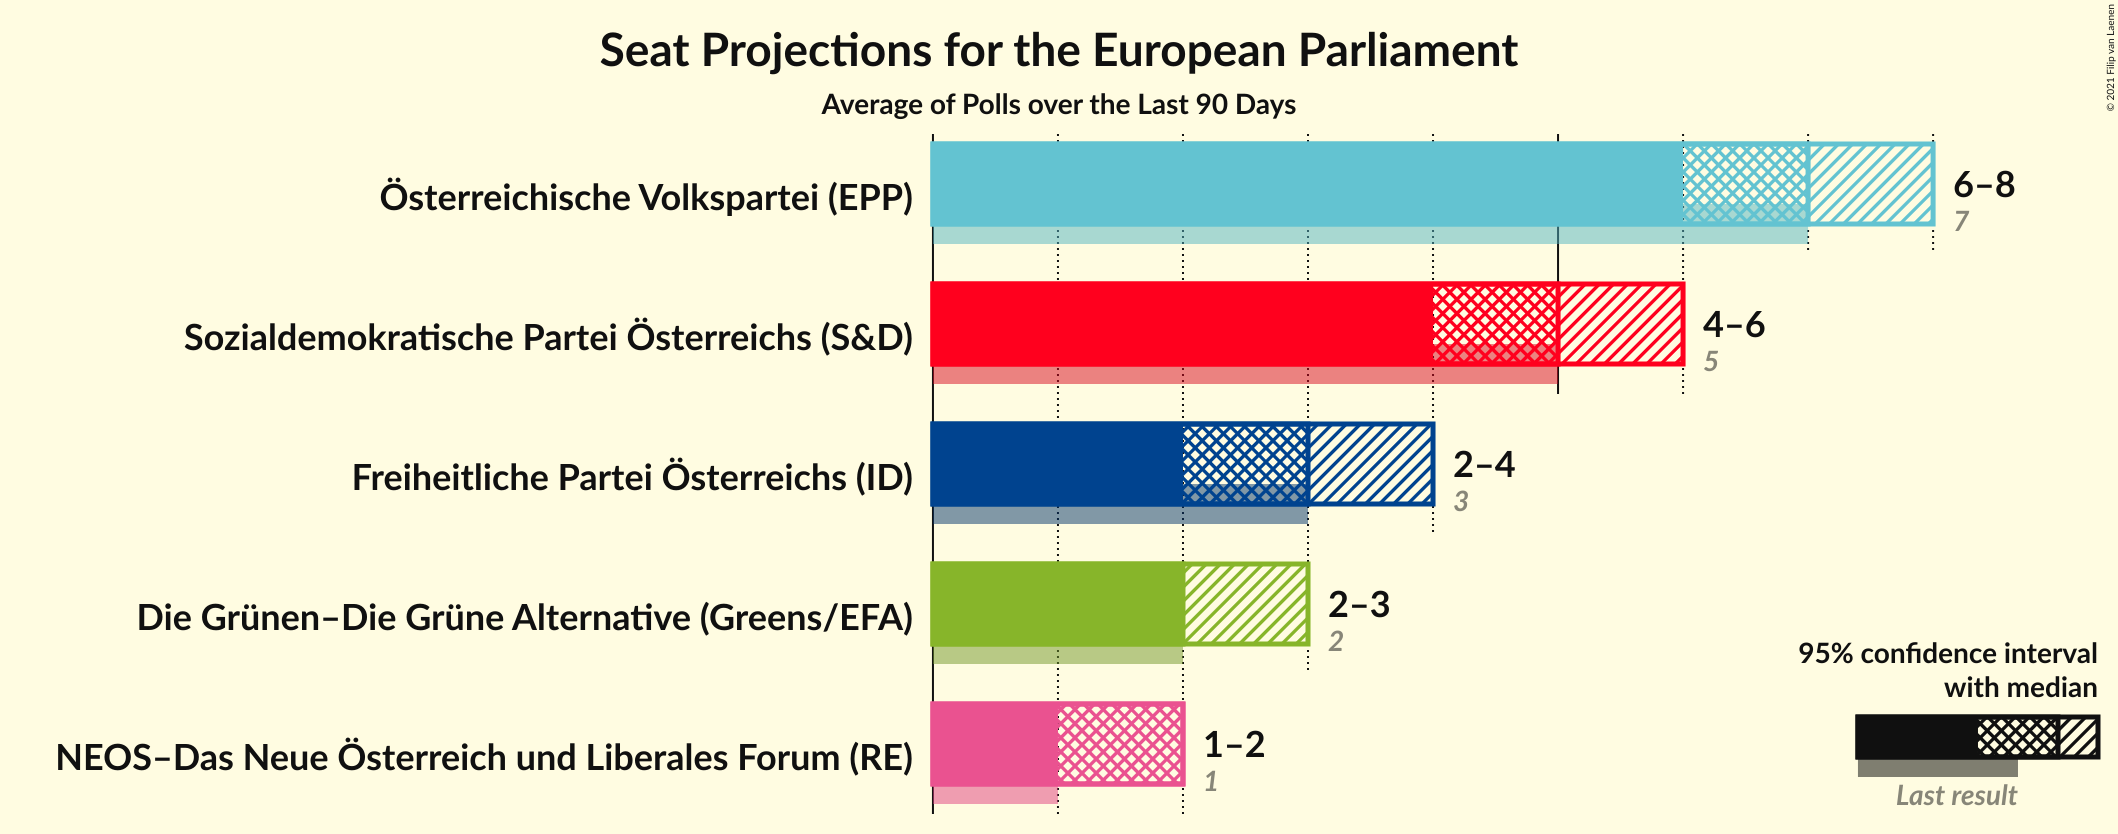 Seat Projections for the European Parliament
Average of Polls over the Last 90 Days
© 2021 Filip van Laenen
Österreichische Volkspartei (EPP)
6–8
7
Sozialdemokratische Partei Österreichs (S&D)
4–6
5
Freiheitliche Partei Österreichs (ID)
2–4
3
Die Grünen–Die Grüne Alternative (Greens/EFA)
2–3
2
NEOS–Das Neue Österreich und Liberales Forum (RE)
1–2
1
95% confidence interval
with median
Last result